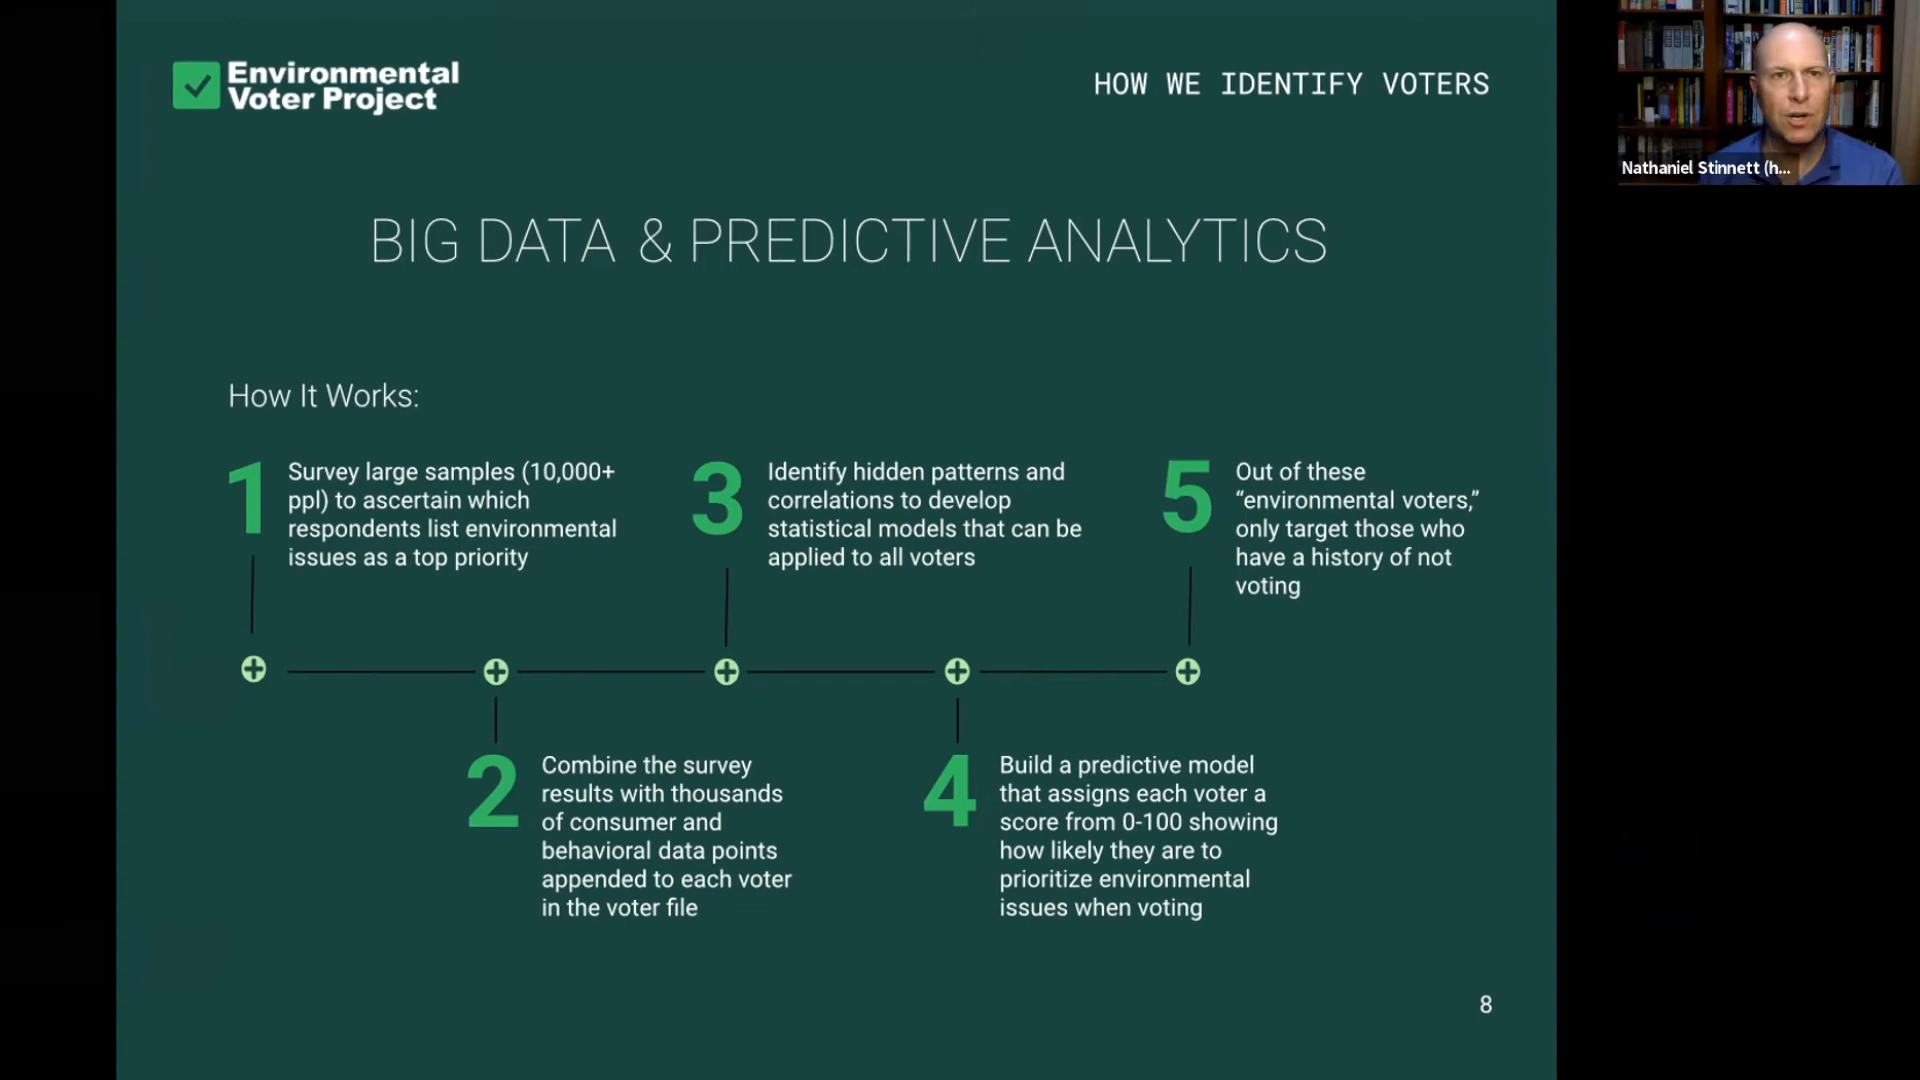 Environmental
Voter Project
HOW WE IDENTIFY VOTERS
Nathaniel Stinnett (h...
BIG DATA & PREDICTIVE ANALYTICS
How It Works:
1
Survey large samples (10,000+
ppl) to ascertain which
respondents list environmental
issues as a top priority
3
Identify hidden patterns and
correlations to develop
statistical models that can be
applied to all voters
5
Out of these
“environmental voters,”
only target those who
have a history of not
voting
2
Combine the survey
results with thousands
of consumer and
behavioral data points
appended to each voter
in the voter file
4
Build a predictive model
that assigns each voter a
score from 0-100 showing
how likely they are to
prioritize environmental
issues when voting
8